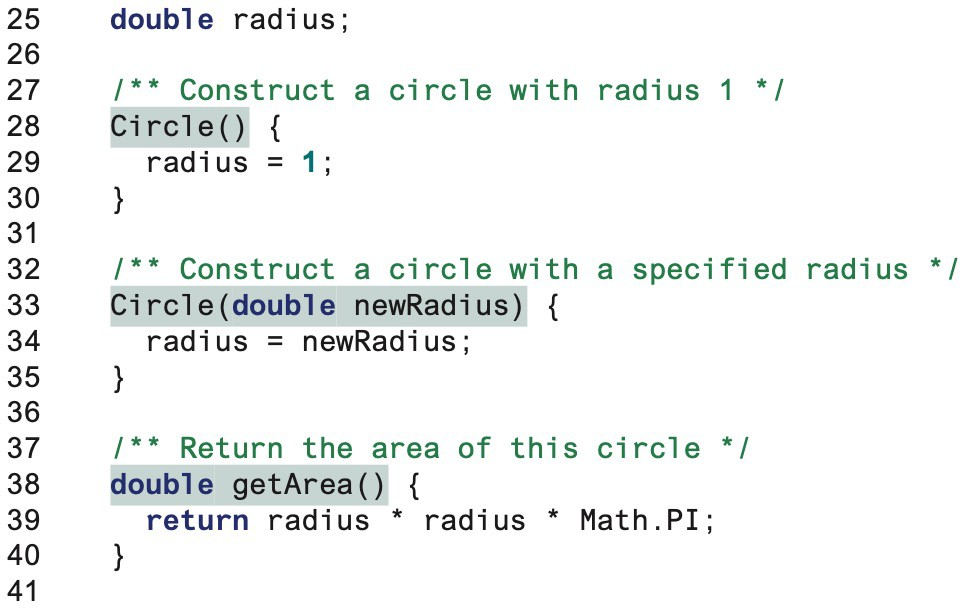 25    double radius;
26
27    /** Construct a circle with radius 1 */
28    Circle() {
29      radius = 1;
30    }
31
32    /** Construct a circle with a specified radius */
33    Circle(double newRadius) {
34      radius = newRadius;
35    }
36
37    /** Return the area of this circle */
38    double getArea() {
39      return radius * radius * Math.PI;
40    }
41